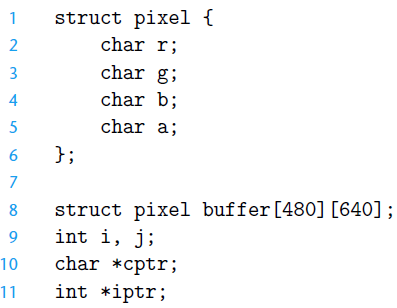 1 struct pixel {
2     char r;
3     char g;
4     char b;
5     char a;
6 };
7
8 struct pixel buffer[480][640];
9 int i, j;
10 char *cptr;
11 int *iptr;